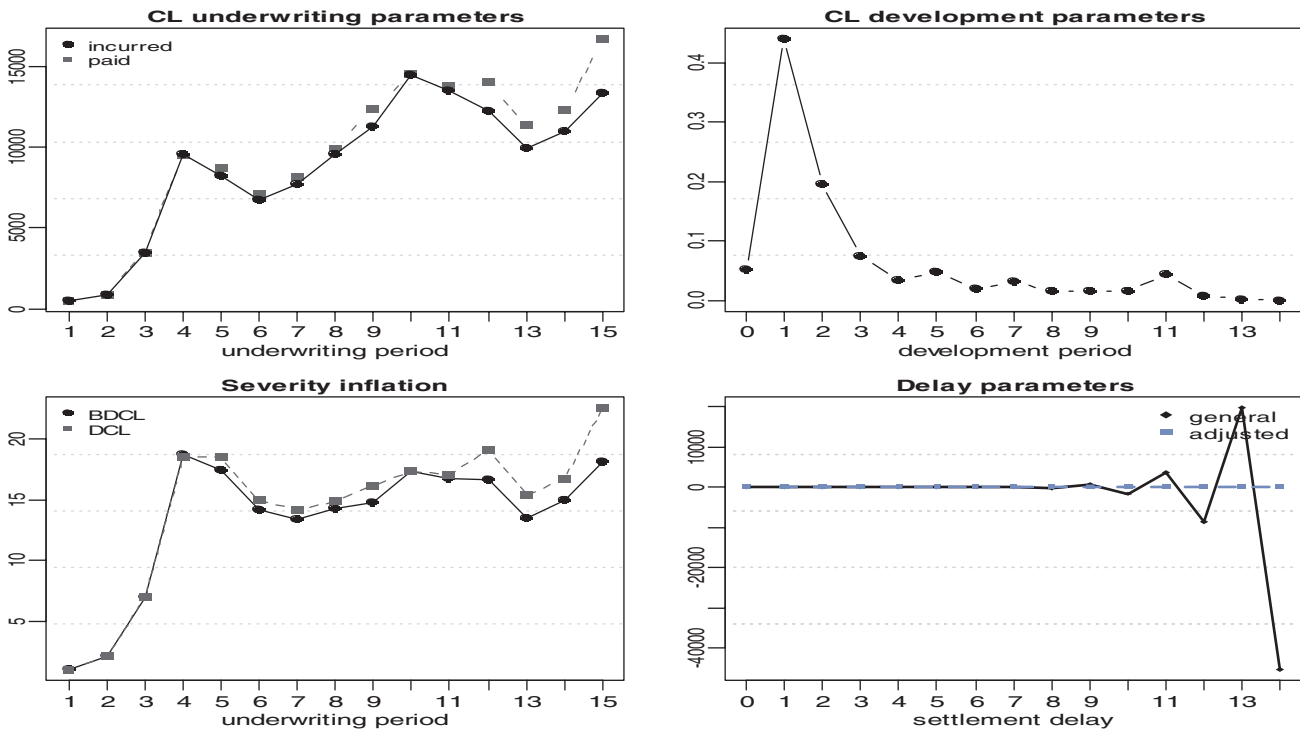 CL underwriting parameters
incurred
paid
15000
10000
5000
0
1 2 3 4 5 6 7 8 9 11 13 15
underwriting period
CL development parameters
0.4
0.3
0.2
0.1
0.0
0 1 2 3 4 5 6 7 8 9 11 13
development period
Severity inflation
BDCL
DCL
20
15
10
5
1 2 3 4 5 6 7 8 9 11 13 15
underwriting period
Delay parameters
general
adjusted
10000
0
-20000
-40000
0 1 2 3 4 5 6 7 8 9 11 13
settlement delay